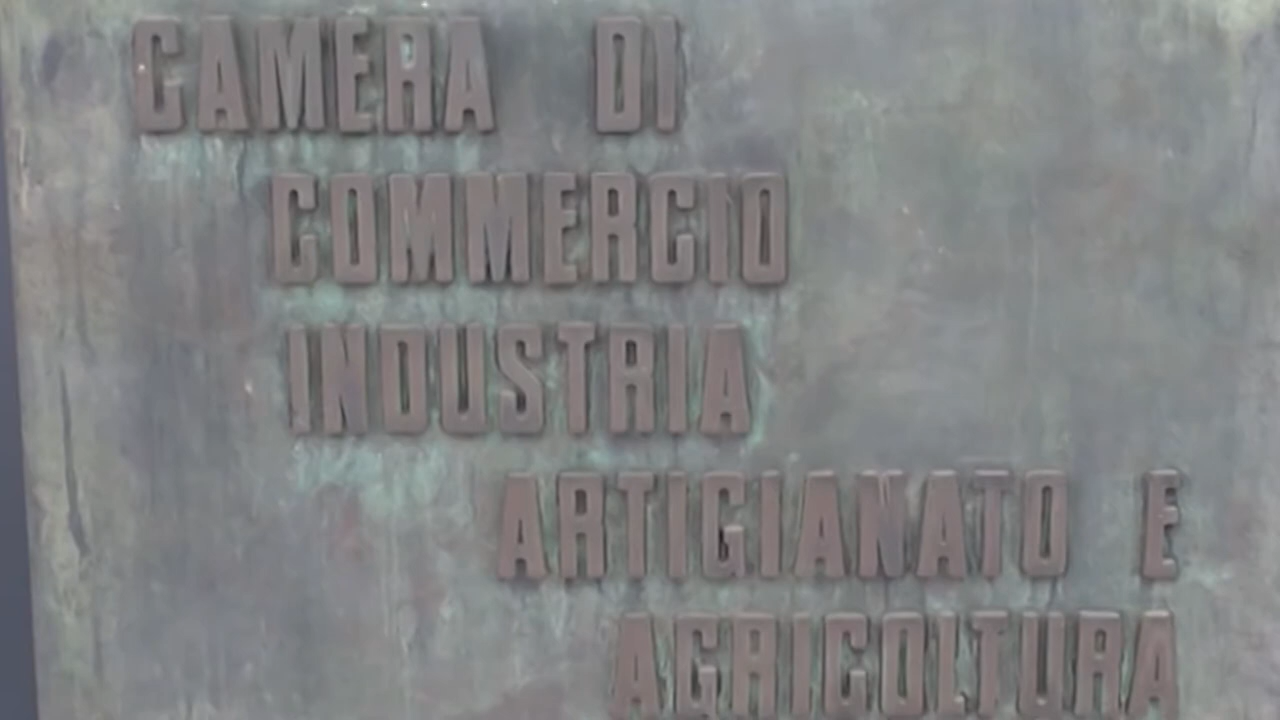 CAMERA DI
COMMERCIO
INDUSTRIA
ARTIGIANATO E
AGRICOLTURA